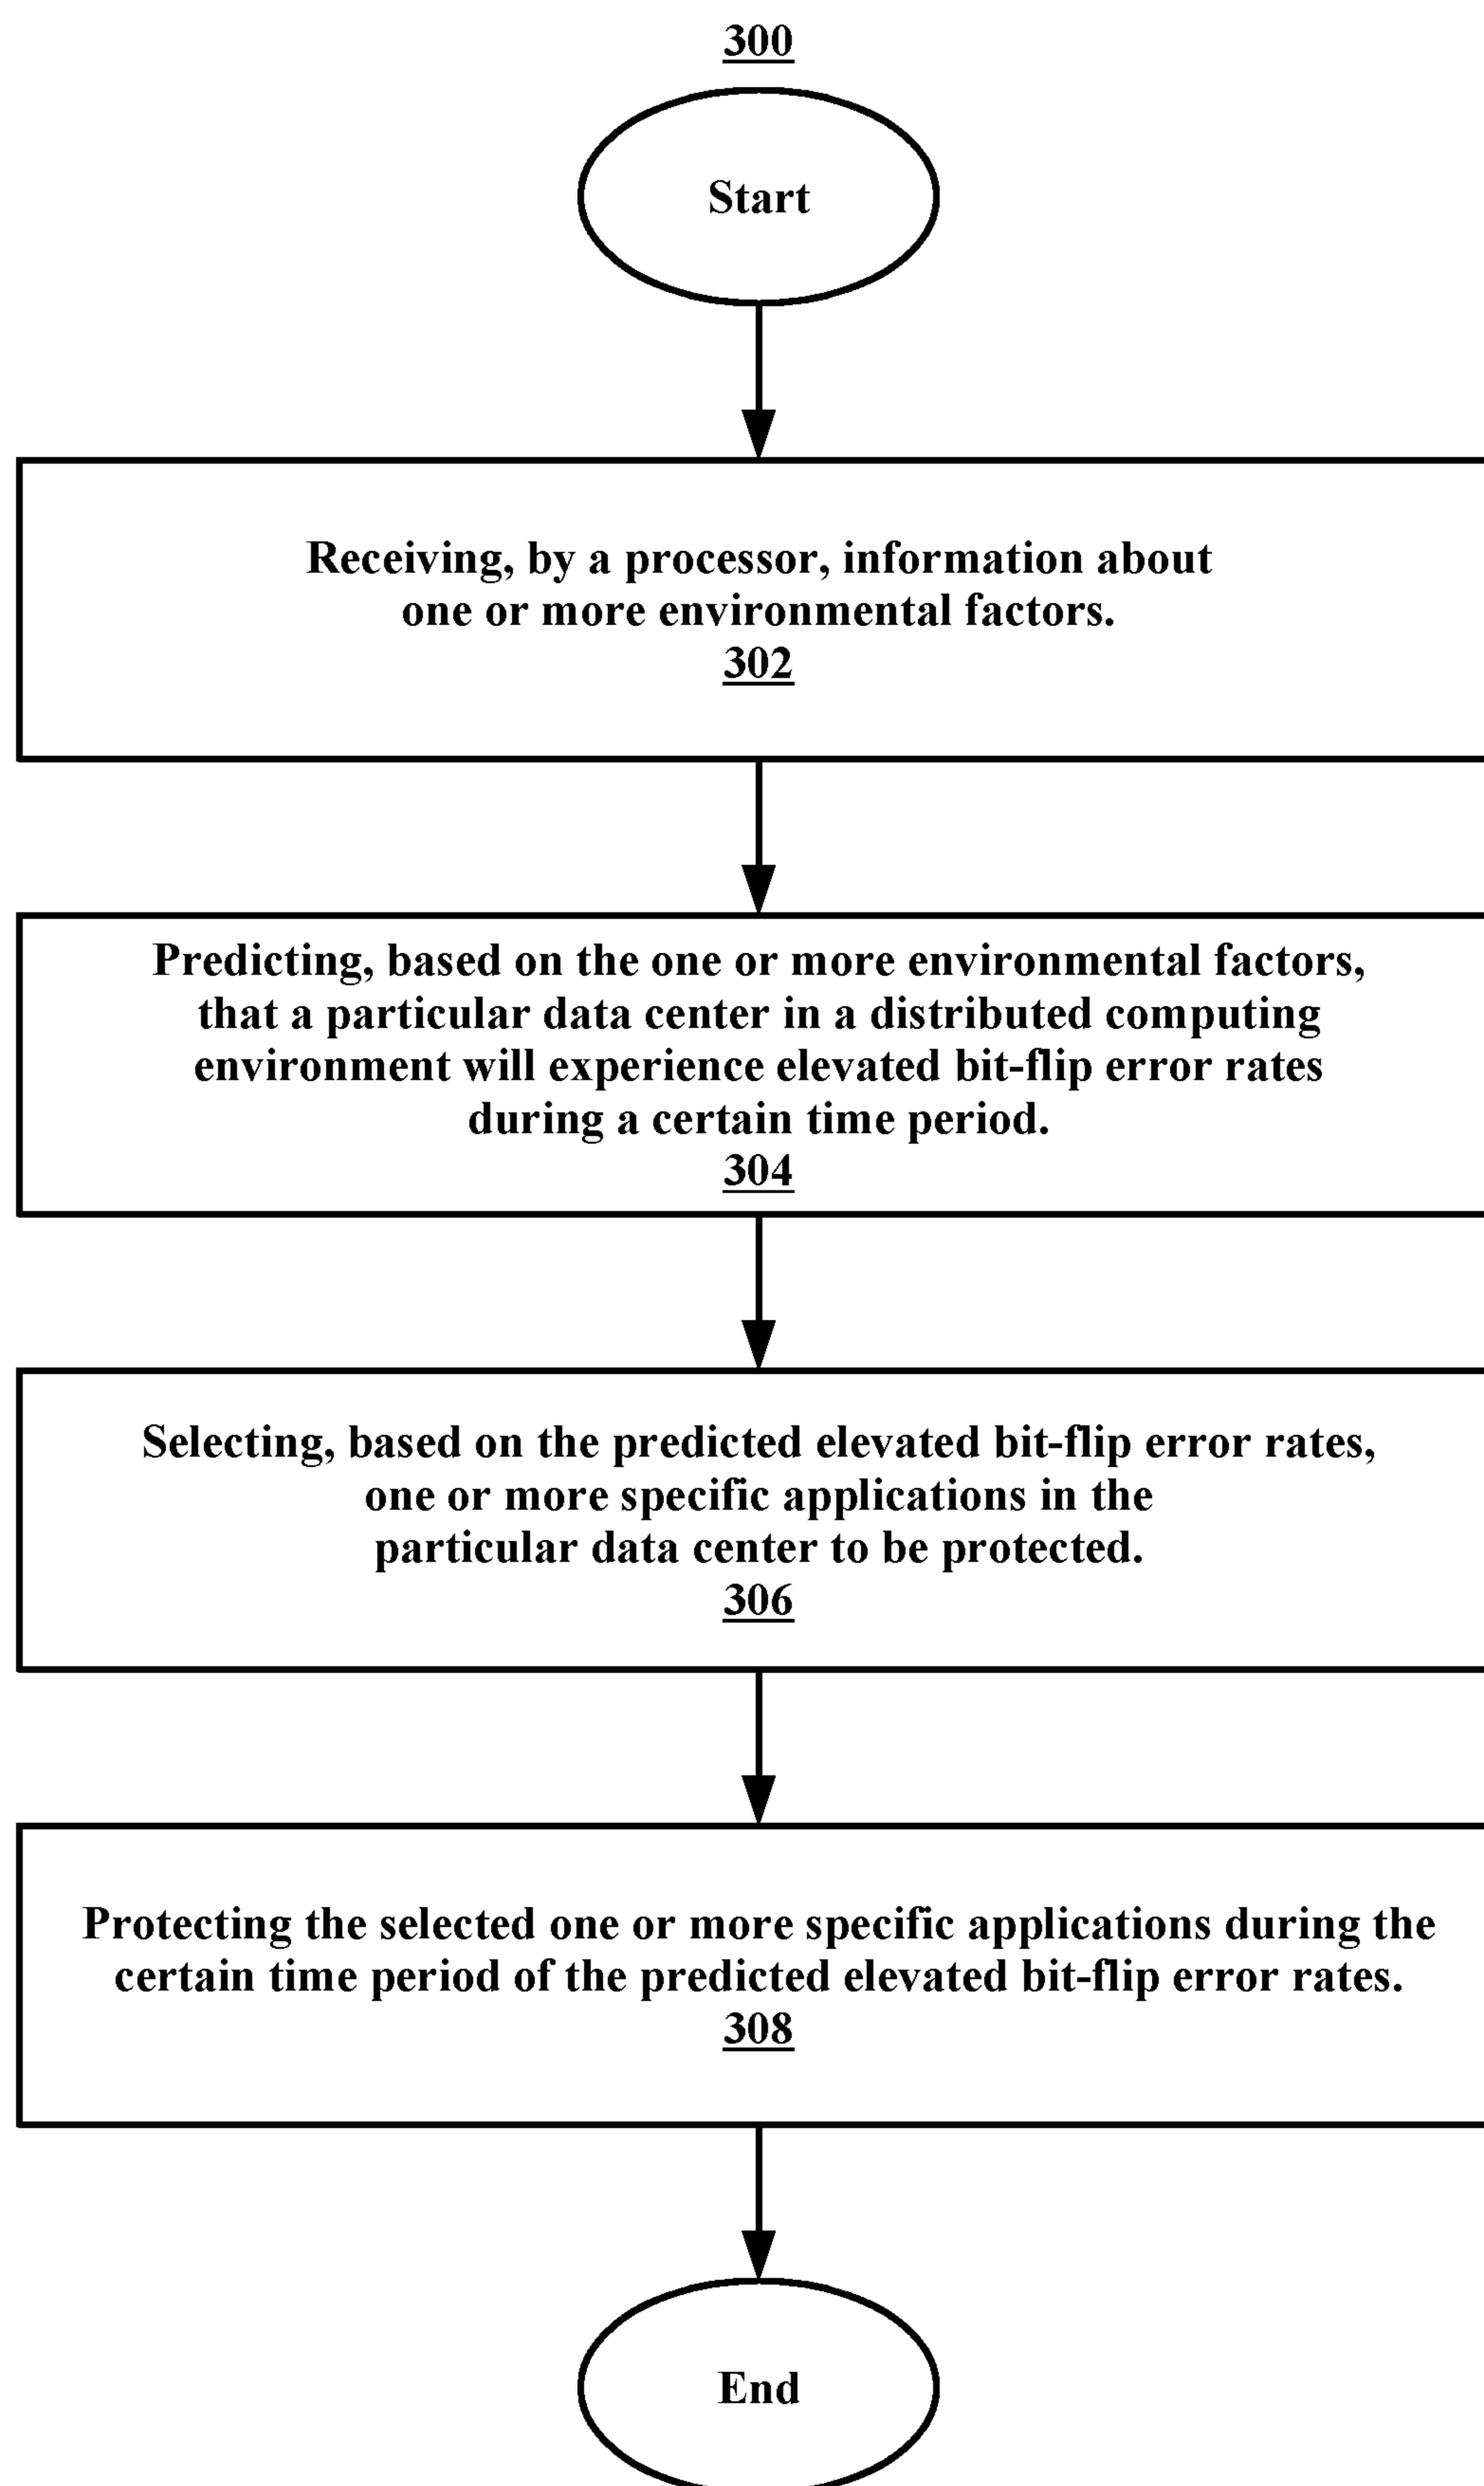 300
Start
Receiving, by a processor, information about
one or more environmental factors.
302
Predicting, based on the one or more environmental factors,
that a particular data center in a distributed computing
environment will experience elevated bit-flip error rates
during a certain time period.
304
Selecting, based on the predicted elevated bit-flip error rates,
one or more specific applications in the
particular data center to be protected.
306
Protecting the selected one or more specific applications during the
certain time period of the predicted elevated bit-flip error rates.
308
End